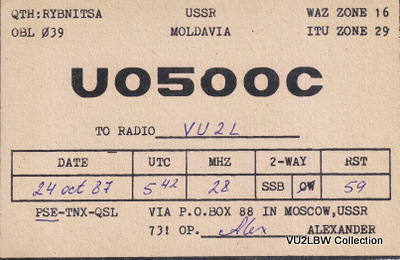 QTH:RYBNITSA USSR WAZ ZONE 16
OBL Ø39 MOLDAVIA ITU ZONE 29
UO5OOC
TO RADIO VU2L
DATE UTC MHZ 2-WAY RST
24 oct 87 5 42 28 SSB CW 59
PSE-TNX-QSL VIA P.O.BOX 88 IN MOSCOW,USSR
73! OP. Alex ALEXANDER
VU2LBW Collection